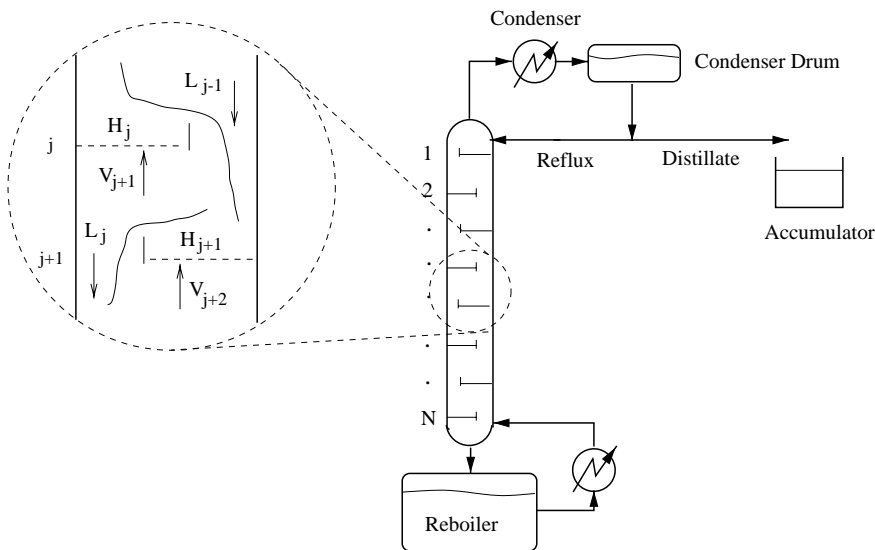 Condenser
Condenser Drum
L j-1
H j
j
V j+1
L j
H j+1
j+1
V j+2
1
2
.
.
.
.
.
N
Reflux
Distillate
Accumulator
Reboiler